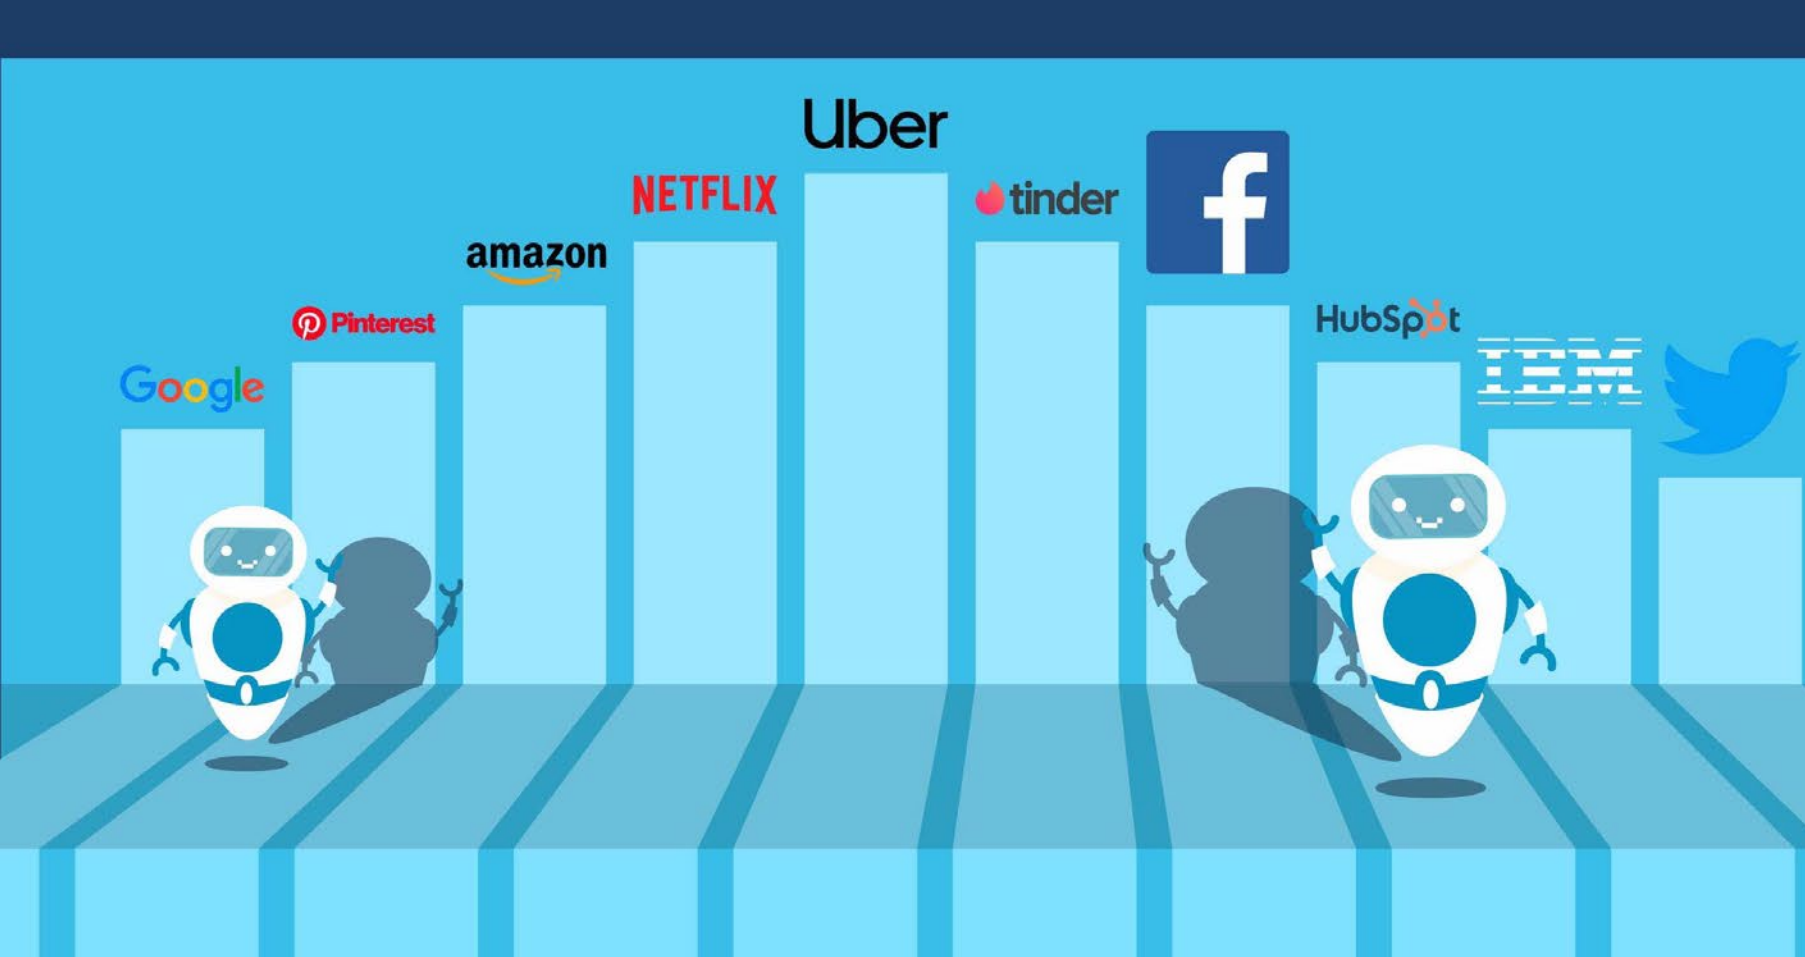 Google
Pinterest
amazon
NETFLIX
Uber
tinder
HubSpot
IBM